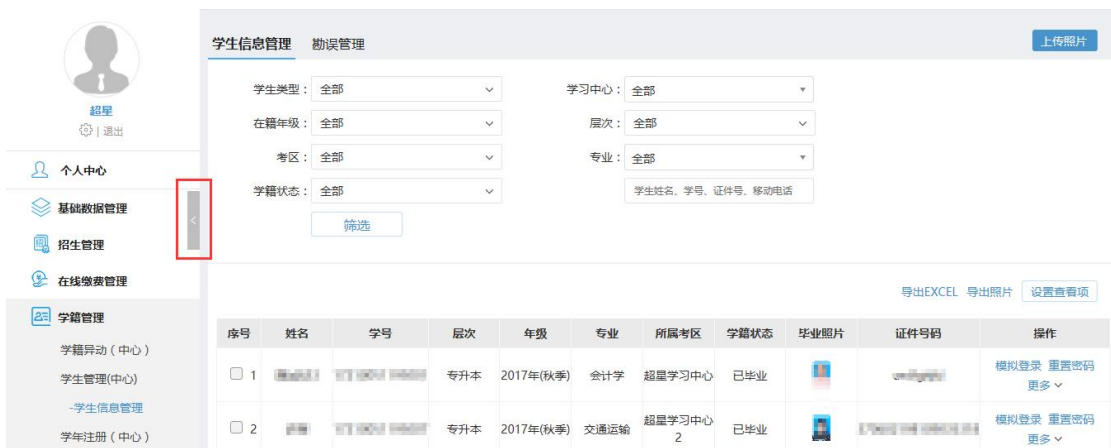 超星
| 退出
个人中心
基础数据管理
招生管理
在线缴费管理
学籍管理
学籍异动（中心）
学生管理(中心)
-学生信息管理
学年注册（中心）
<
学生信息管理 勘误管理 上传照片
学生类型： 全部 学习中心： 全部
在籍年级： 全部 层次： 全部
考区： 全部 专业： 全部
学籍状态： 全部 学生姓名、学号、证件号、移动电话
筛选
导出EXCEL 导出照片 设置查看项
序号 姓名 学号 层次 年级 专业 所属考区 学籍状态 毕业照片 证件号码 操作
1 专升本 2017年(秋季) 会计学 超星学习中心 已毕业 模拟登录 重置密码
更多
2 专升本 2017年(秋季) 交通运输 超星学习中心 已毕业 模拟登录 重置密码
2 更多